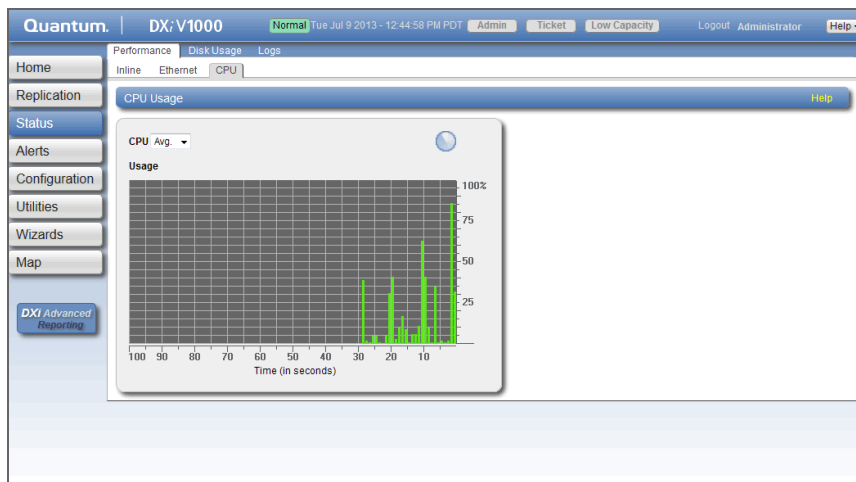 Quantum. DXi V1000 Normal Tue Jul 9 2013 - 12:44:58 PM PDT Admin Ticket Low Capacity Logout Administrator Help
Performance Disk Usage Logs
Inline Ethernet CPU
Home
Replication
Status
Alerts
Configuration
Utilities
Wizards
Map
DXi Advanced
Reporting
CPU Usage Help
CPU Avg.
Usage
100%
75
50
25
100 90 80 70 60 50 40 30 20 10
Time (in seconds)